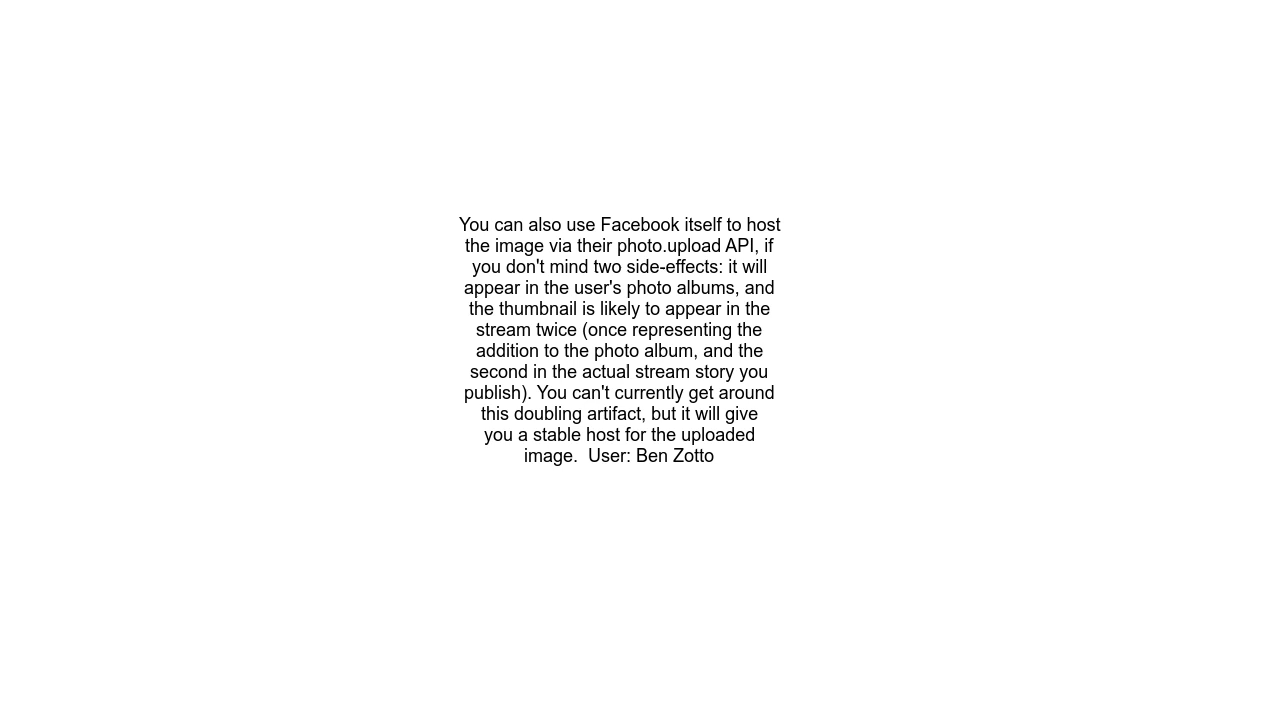 You can also use Facebook itself to host
the image via their photo.upload API, if
you don't mind two side-effects: it will
appear in the user's photo albums, and
the thumbnail is likely to appear in the
stream twice (once representing the
addition to the photo album, and the
second in the actual stream story you
publish). You can't currently get around
this doubling artifact, but it will give
you a stable host for the uploaded
image.  User: Ben Zotto